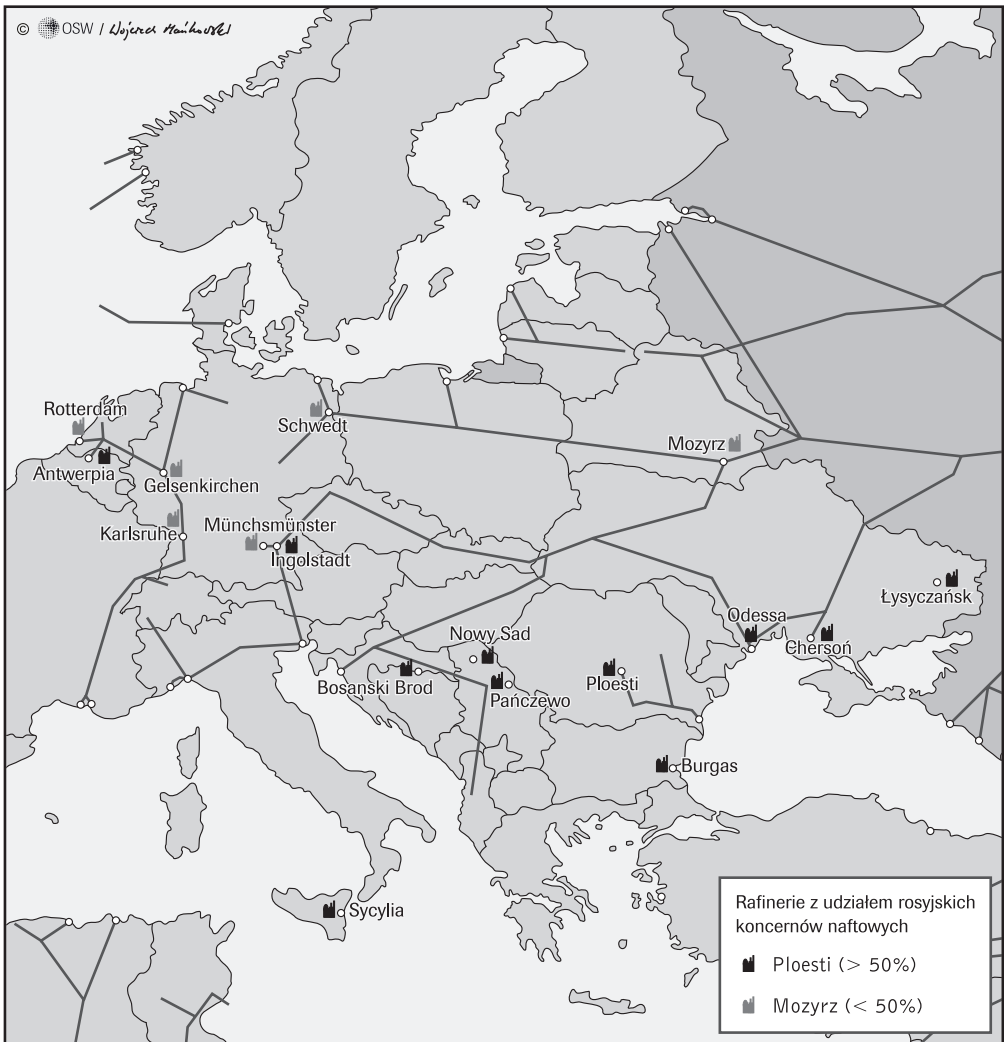 © OSW / Wojciech Mańkowski
Rotterdam
Schwedt
Antwerpia
Gelsenkirchen
Mozyrz
Karlsruhe
Münchsmünster
Ingolstadt
Łysyczańsk
Odessa
Chersoń
Nowy Sad
Bosanski Brod
Pańczewo
Ploesti
Burgas
Sycylia
Rafinerie z udziałem rosyjskich
koncernów naftowych
Ploesti (> 50%)
Mozyrz (< 50%)